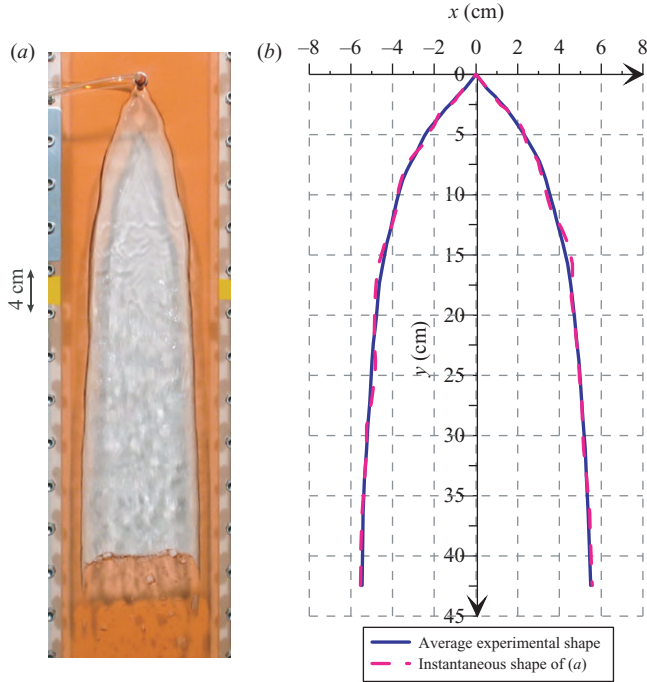 x (cm)
(a)
(b)
–8 –6 –4 –2 0 2 4 6 8
0
5
10
15
20
25
30
35
40
45
y (cm)
4 cm
Average experimental shape
Instantaneous shape of (a)